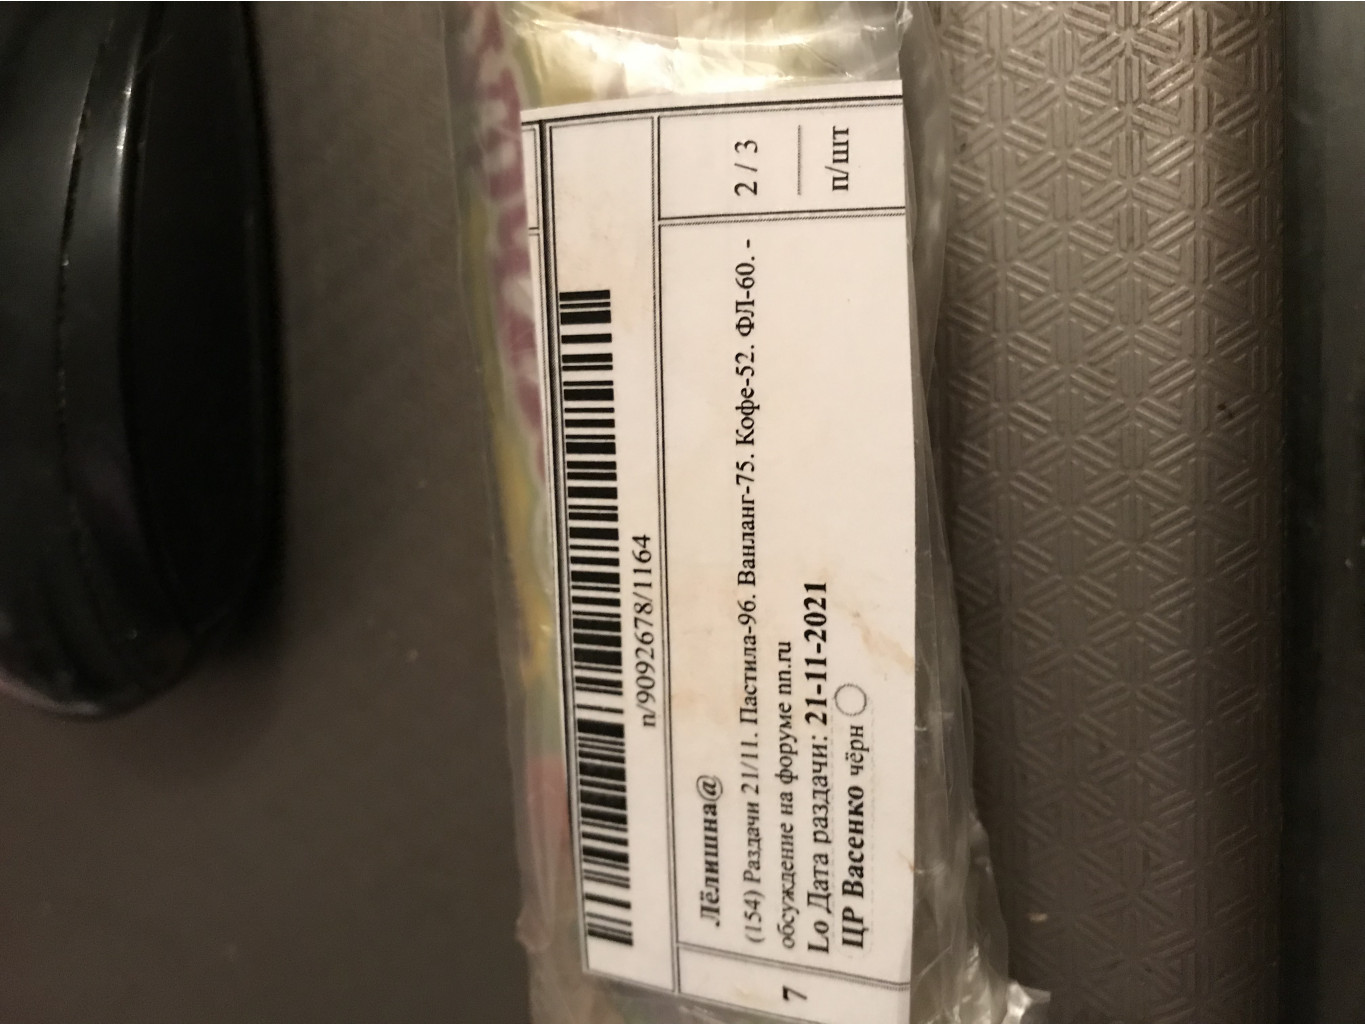 п/9092678/1164
7
Лёлишна@
(154) Раздачи 21/11. Пастила-96. Ванланг-75. Кофе-52. ФЛ-60. -
обсуждение на форуме nn.ru
Lo Дата раздачи: 21-11-2021
ЦР Васенко чёрн
2 / 3
п/шт